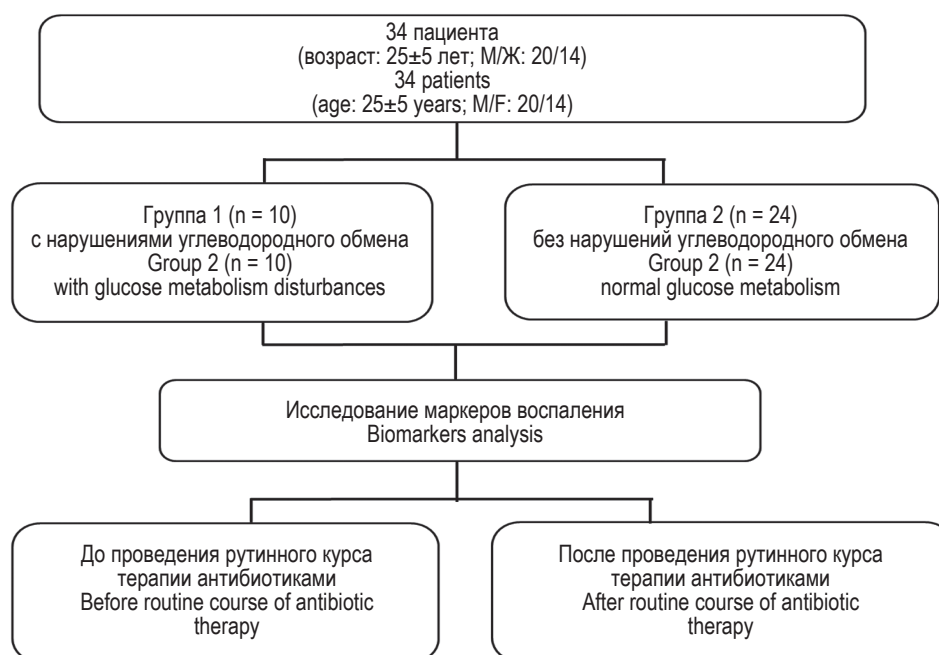 34 пациента
(возраст: 25±5 лет; М/Ж: 20/14)
34 patients
(age: 25±5 years; M/F: 20/14)
Группа 1 (n = 10)
с нарушениями углеводородного обмена
Group 2 (n = 10)
with glucose metabolism disturbances
Группа 2 (n = 24)
без нарушений углеводородного обмена
Group 2 (n = 24)
normal glucose metabolism
Исследование маркеров воспаления
Biomarkers analysis
До проведения рутинного курса
терапии антибиотиками
Before routine course of antibiotic
therapy
После проведения рутинного курса
терапии антибиотиками
After routine course of antibiotic
therapy